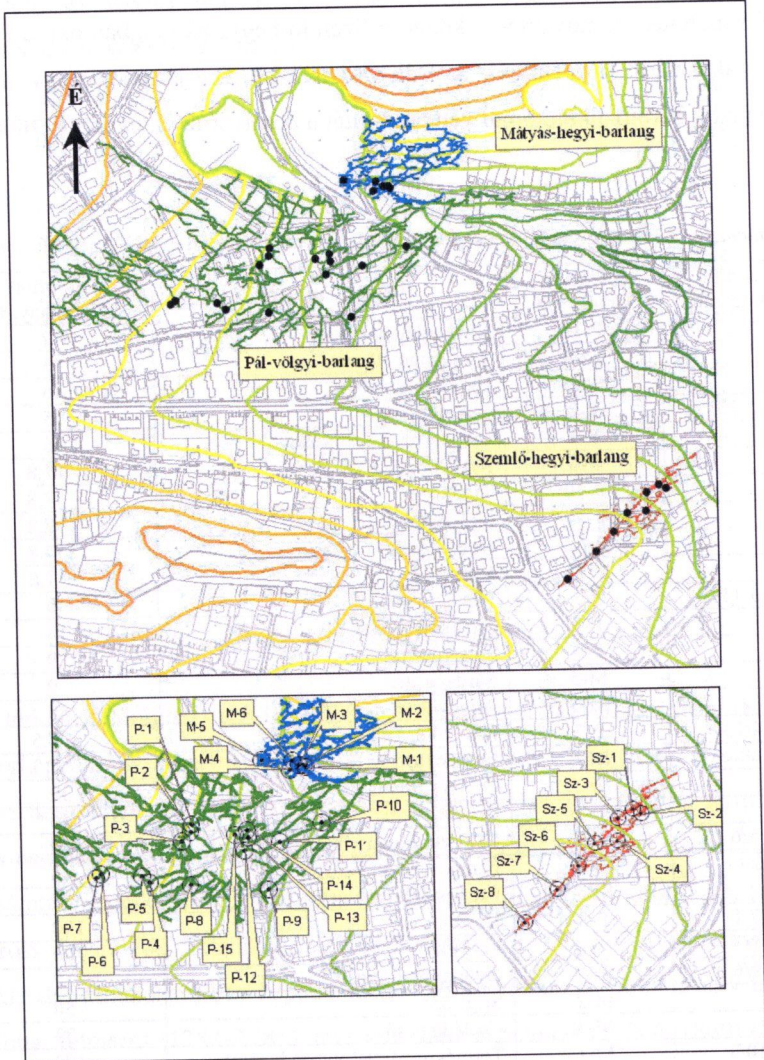 É
Mátyás-hegyi-barlang
Pál-völgyi-barlang
Szemlő-hegyi-barlang
P-1
M-6
M-3
M-5
M-2
P-2
M-4
M-1
P-3
P-10
P-11
P-14
P-7
P-5
P-8
P-9
P-13
P-6
P-4
P-15
P-12
Sz-1
Sz-3
Sz-5
Sz-2
Sz-6
Sz-7
Sz-4
Sz-8